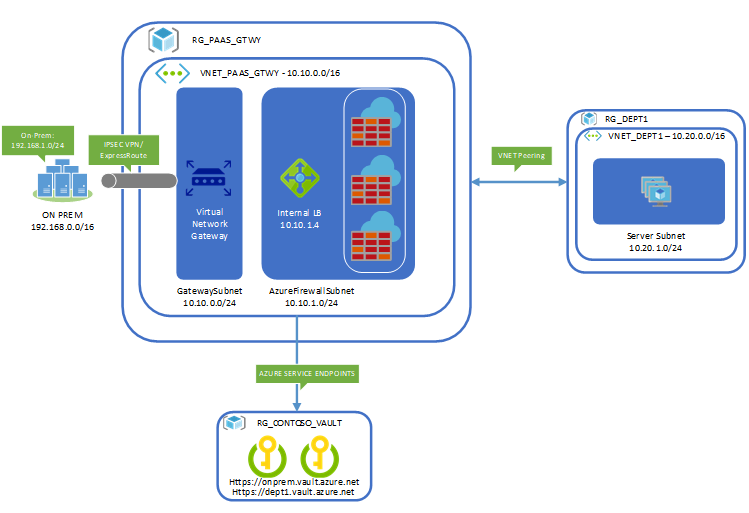 RG_PAAS_GTWY
VNET_PAAS_GTWY - 10.10.0.0/16
On-Prem:
192.168.1.0/24
IPSEC VPN/
ExpressRoute
ON PREM
192.168.0.0/16
Virtual
Network
Gateway
GatewaySubnet
10.10.0.0/24
Internal LB
10.10.1.4
AzureFirewallSubnet
10.10.1.0/24
VNET Peering
RG_DEPT1
VNET_DEPT1 – 10.20.0.0/16
Server Subnet
10.20.1.0/24
AZURE SERVICE ENDPOINTS
RG_CONTOSO_VAULT
Https://onprem.vault.azure.net
Https://dept1.vault.azure.net